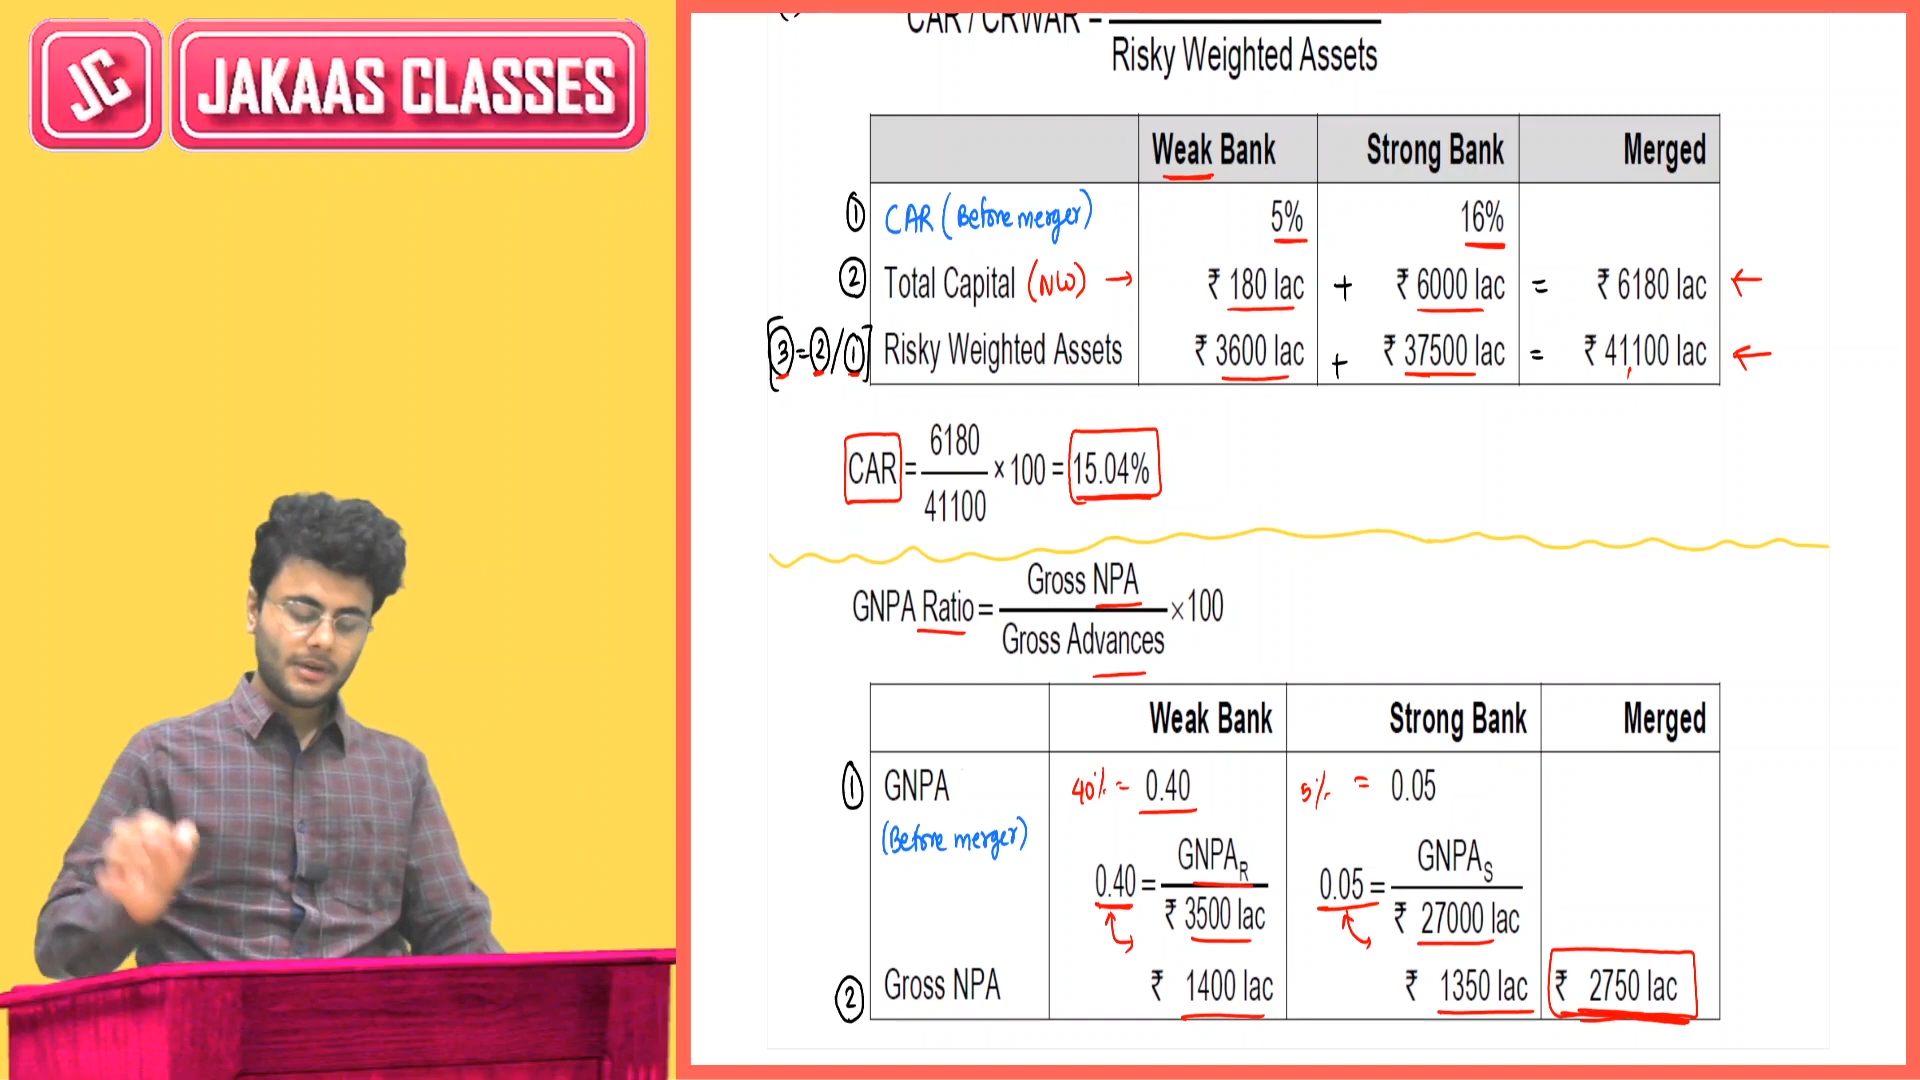 JC JAKAAS CLASSES
CAR / CRWAR =
Risky Weighted Assets
Weak Bank Strong Bank Merged
① CAR (Before merger) 5% 16%
② Total Capital (NW) → ₹ 180 lac + ₹ 6000 lac = ₹ 6180 lac ←
[③=②/①] Risky Weighted Assets ₹ 3600 lac + ₹ 37500 lac = ₹ 41,100 lac ←
CAR = 6180 / 41100 × 100 = 15.04%
GNPA Ratio = Gross NPA / Gross Advances ×100
Weak Bank Strong Bank Merged
① GNPA 40% = 0.40 5% = 0.05
(Before merger)
0.40 = GNPA_R / ₹ 3500 lac 0.05 = GNPA_S / ₹ 27000 lac
② Gross NPA ₹ 1400 lac ₹ 1350 lac ₹ 2750 lac